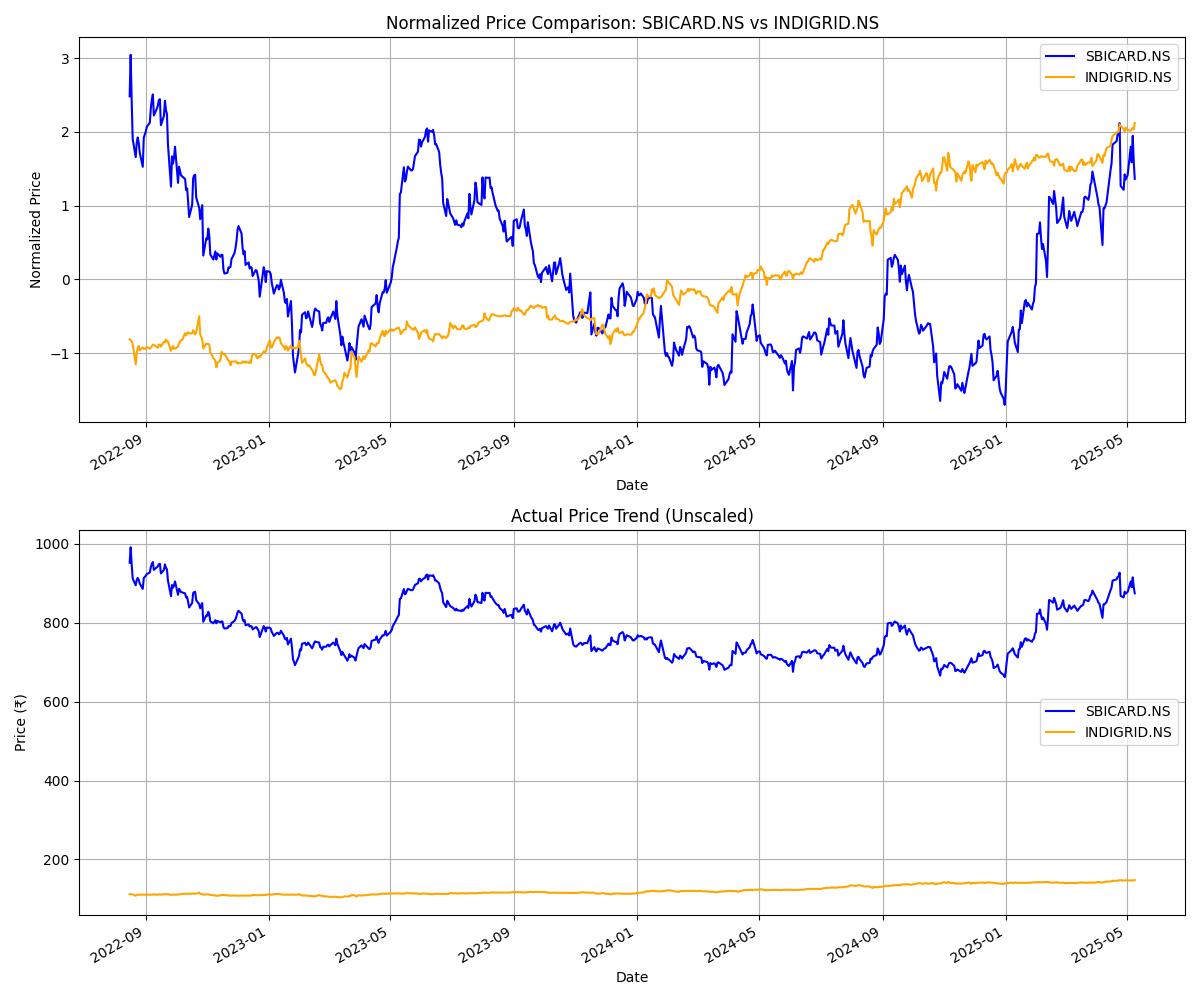 Normalized Price Comparison: SBICARD.NS vs INDIGRID.NS
Normalized Price
3
2
1
0
−1
SBICARD.NS
INDIGRID.NS
2022-09
2023-01
2023-05
2023-09
2024-01
2024-05
2024-09
2025-01
2025-05
Date
Actual Price Trend (Unscaled)
Price (₹)
1000
800
600
400
200
SBICARD.NS
INDIGRID.NS
2022-09
2023-01
2023-05
2023-09
2024-01
2024-05
2024-09
2025-01
2025-05
Date